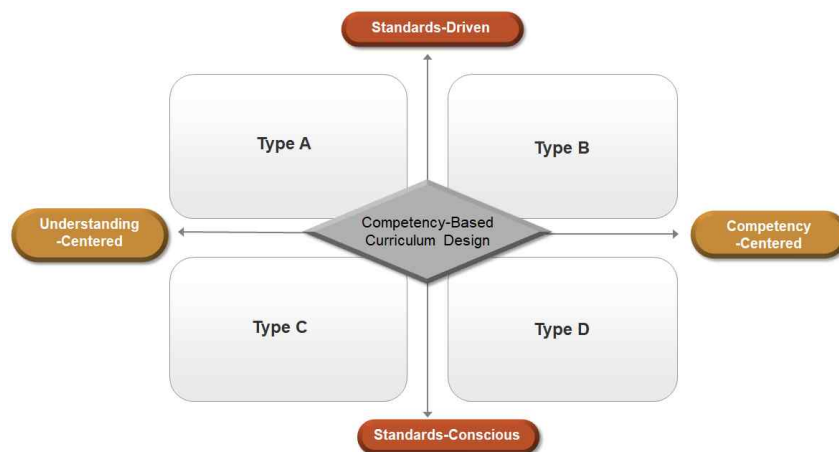 Standards-Driven
Type A
Type B
Understanding
-Centered
Competency-Based
Curriculum Design
Competency
-Centered
Type C
Type D
Standards-Conscious